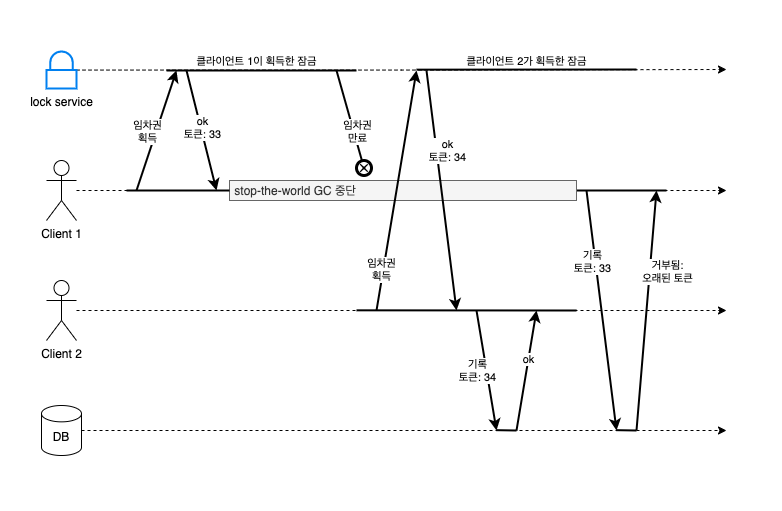 클라이언트 1이 획득한 잠금
클라이언트 2가 획득한 잠금
lock service
임차권
획득
ok
토큰: 33
임차권
만료
ok
토큰: 34
stop-the-world GC 중단
Client 1
임차권
획득
기록
토큰: 33
거부됨:
오래된 토큰
Client 2
기록
토큰: 34
ok
DB